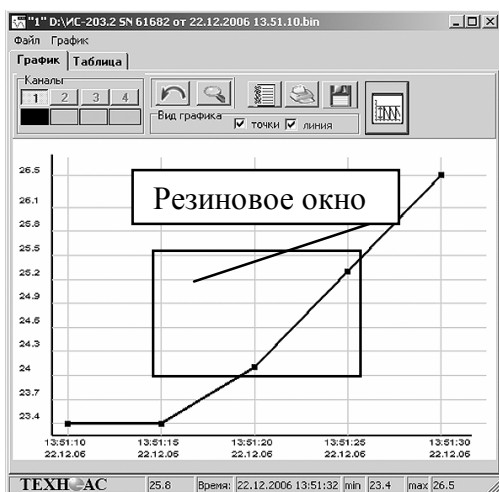 "1" D:\ИС-203.2 SN 61682 от 22.12.2006 13.51.10.bin
Файл График
График Таблица
Каналы
1 2 3 4
Вид графика
точки линия
Резиновое окно
26.5
26.1
25.8
25.5
25.2
24.9
24.6
24.3
24
23.7
23.4
13:51:10 13:51:15 13:51:20 13:51:25 13:51:30
22.12.06 22.12.06 22.12.06 22.12.06 22.12.06
ТЕХНОАС 25.8 Время: 22.12.2006 13:51:32 min 23.4 max 26.5